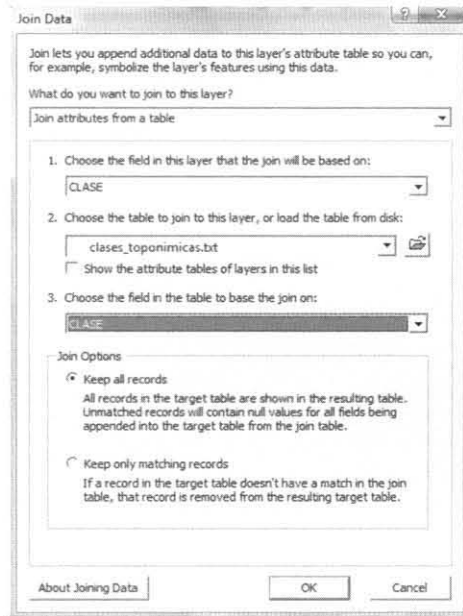 Join Data
Join lets you append additional data to this layer's attribute table so you can,
for example, symbolize the layer's features using this data.
What do you want to join to this layer?
Join attributes from a table
1. Choose the field in this layer that the join will be based on:
CLASE
2. Choose the table to join to this layer, or load the table from disk:
clases_toponimicas.txt
Show the attribute tables of layers in this list
3. Choose the field in the table to base the join on:
CLASE
Join Options
Keep all records
All records in the target table are shown in the resulting table.
Unmatched records will contain null values for all fields being
appended into the target table from the join table.
Keep only matching records
If a record in the target table doesn't have a match in the join
table, that record is removed from the resulting target table.
About Joining Data
OK
Cancel